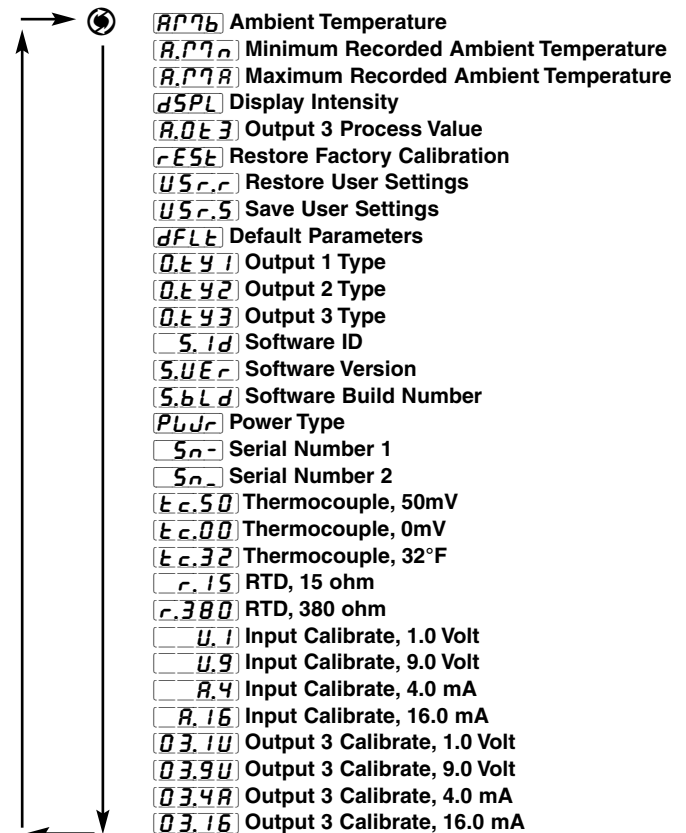 AMb Ambient Temperature
A.Mn Minimum Recorded Ambient Temperature
A.MA Maximum Recorded Ambient Temperature
dSPL Display Intensity
A.Ot3 Output 3 Process Value
rESt Restore Factory Calibration
USr.r Restore User Settings
USr.S Save User Settings
dFLt Default Parameters
O.ty1 Output 1 Type
O.ty2 Output 2 Type
O.ty3 Output 3 Type
S.Id Software ID
S.UEr Software Version
S.bLd Software Build Number
PWr Power Type
Sn- Serial Number 1
Sn_ Serial Number 2
tc.50 Thermocouple, 50mV
tc.00 Thermocouple, 0mV
tc.32 Thermocouple, 32°F
r.15 RTD, 15 ohm
r.380 RTD, 380 ohm
U.1 Input Calibrate, 1.0 Volt
U.9 Input Calibrate, 9.0 Volt
A.4 Input Calibrate, 4.0 mA
A.16 Input Calibrate, 16.0 mA
O3.1U Output 3 Calibrate, 1.0 Volt
O3.9U Output 3 Calibrate, 9.0 Volt
O3.4A Output 3 Calibrate, 4.0 mA
O3.16 Output 3 Calibrate, 16.0 mA